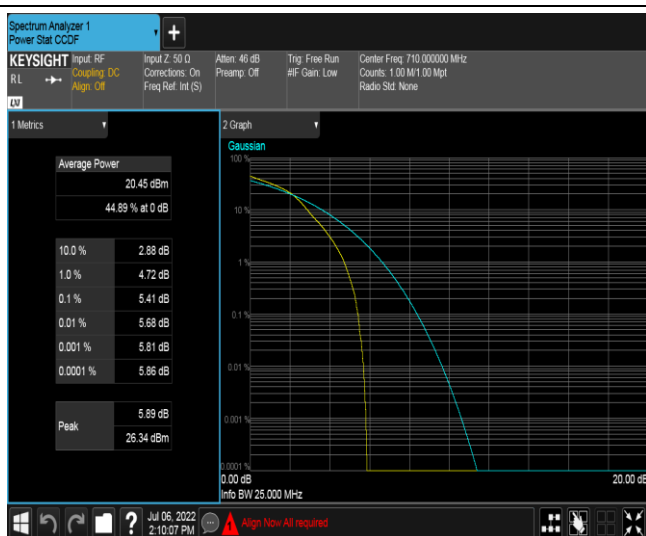 Spectrum Analyzer 1
Power Stat CCDF
+
KEYSIGHT
RL
LXI
Input: RF
Coupling: DC
Align: Off
Input Z: 50 Ω
Corrections: On
Freq Ref: Int (S)
Atten: 46 dB
Preamp: Off
Trig: Free Run
#IF Gain: Low
Center Freq: 710.000000 MHz
Counts: 1.00 M/1.00 Mpt
Radio Std: None
1 Metrics
Average Power
20.45 dBm
44.89 % at 0 dB
10.0 % 2.88 dB
1.0 % 4.72 dB
0.1 % 5.41 dB
0.01 % 5.68 dB
0.001 % 5.81 dB
0.0001 % 5.86 dB
Peak
5.89 dB
26.34 dBm
2 Graph
Gaussian
100 %
10 %
1 %
0.1 %
0.01 %
0.001 %
0.0001 %
0.00 dB
20.00 dB
Info BW 25.000 MHz
?
Jul 06, 2022
2:10:07 PM
Align Now All required